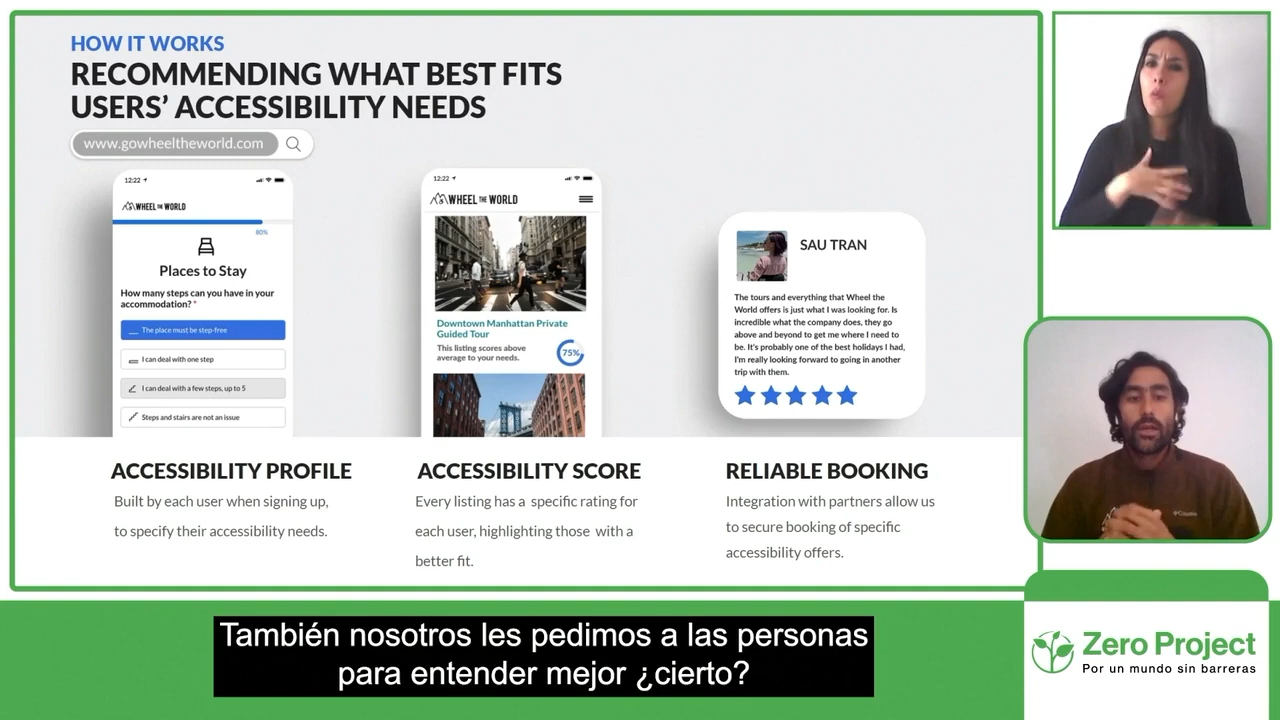 HOW IT WORKS
RECOMMENDING WHAT BEST FITS
USERS' ACCESSIBILITY NEEDS
www.gowheeltheworld.com
12:22
WHEEL THE WORLD
80%
Places to Stay
How many steps can you have in your
accommodation? *
The place must be step-free
I can deal with one step
I can deal with a few steps, up to 5
Steps and stairs are not an issue
12:22
WHEEL THE WORLD
Downtown Manhattan Private
Guided Tour
This listing scores above
average to your needs.
75%
SAU TRAN
The tours and everything that Wheel the
World offers is just what I was looking for. Is
incredible what the company does, they go
above and beyond to get me where I need to
be. It's probably one of the best holidays I had,
I'm really looking forward to going in another
trip with them.
ACCESSIBILITY PROFILE
Built by each user when signing up,
to specify their accessibility needs.
ACCESSIBILITY SCORE
Every listing has a specific rating for
each user, highlighting those with a
better fit.
RELIABLE BOOKING
Integration with partners allow us
to secure booking of specific
accessibility offers.
Columbia
También nosotros les pedimos a las personas
para entender mejor ¿cierto?
Zero Project
Por un mundo sin barreras